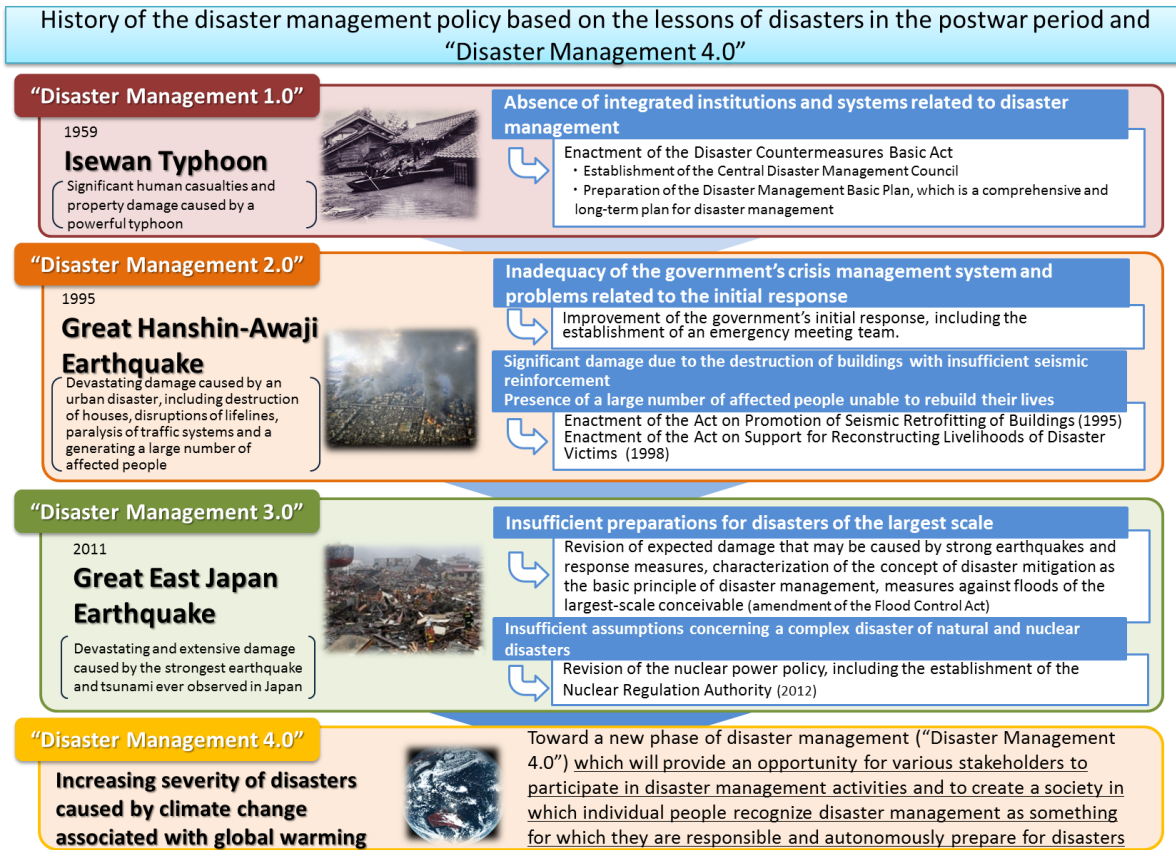 History of the disaster management policy based on the lessons of disasters in the postwar period and
“Disaster Management 4.0”
“Disaster Management 1.0”
1959
Isewan Typhoon
Significant human casualties and
property damage caused by a
powerful typhoon
Absence of integrated institutions and systems related to disaster
management
Enactment of the Disaster Countermeasures Basic Act
・Establishment of the Central Disaster Management Council
・Preparation of the Disaster Management Basic Plan, which is a comprehensive and
long-term plan for disaster management
“Disaster Management 2.0”
1995
Great Hanshin-Awaji
Earthquake
Devastating damage caused by an
urban disaster, including destruction
of houses, disruptions of lifelines,
paralysis of traffic systems and a
generating a large number of
affected people
Inadequacy of the government’s crisis management system and
problems related to the initial response
Improvement of the government’s initial response, including the
establishment of an emergency meeting team.
Significant damage due to the destruction of buildings with insufficient seismic
reinforcement
Presence of a large number of affected people unable to rebuild their lives
Enactment of the Act on Promotion of Seismic Retrofitting of Buildings (1995)
Enactment of the Act on Support for Reconstructing Livelihoods of Disaster
Victims (1998)
“Disaster Management 3.0”
2011
Great East Japan
Earthquake
Devastating and extensive damage
caused by the strongest earthquake
and tsunami ever observed in Japan
Insufficient preparations for disasters of the largest scale
Revision of expected damage that may be caused by strong earthquakes and
response measures, characterization of the concept of disaster mitigation as
the basic principle of disaster management, measures against floods of the
largest-scale conceivable (amendment of the Flood Control Act)
Insufficient assumptions concerning a complex disaster of natural and nuclear
disasters
Revision of the nuclear power policy, including the establishment of the
Nuclear Regulation Authority (2012)
“Disaster Management 4.0”
Increasing severity of disasters
caused by climate change
associated with global warming
Toward a new phase of disaster management (“Disaster Management
4.0”) which will provide an opportunity for various stakeholders to
participate in disaster management activities and to create a society in
which individual people recognize disaster management as something
for which they are responsible and autonomously prepare for disasters